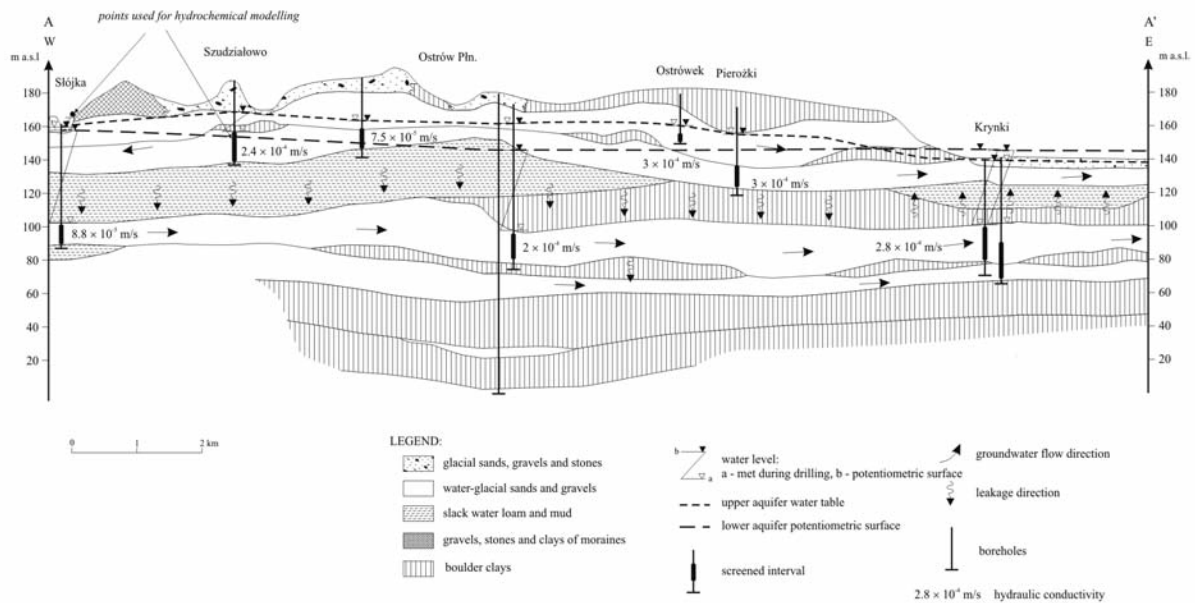 A
W
m a.s.l.
points used for hydrochemical modelling
Słójka
Szudziałowo
Ostrów Płn.
Ostrówek
Pierożki
Krynki
A'
E
m a.s.l.
180
160
140
120
100
80
60
40
20
180
160
140
120
100
80
60
40
20
2.4 × 10⁻⁴ m/s
7.5 × 10⁻⁵ m/s
3 × 10⁻⁴ m/s
3 × 10⁻⁴ m/s
8.8 × 10⁻⁵ m/s
2 × 10⁻⁴ m/s
2.8 × 10⁻⁴ m/s
0 1 2 km
LEGEND:
glacial sands, gravels and stones
water-glacial sands and gravels
slack water loam and mud
gravels, stones and clays of moraines
boulder clays
b
a
water level:
a - met during drilling, b - potentiometric surface
upper aquifer water table
lower aquifer potentiometric surface
screened interval
groundwater flow direction
leakage direction
boreholes
2.8 × 10⁻⁴ m/s hydraulic conductivity